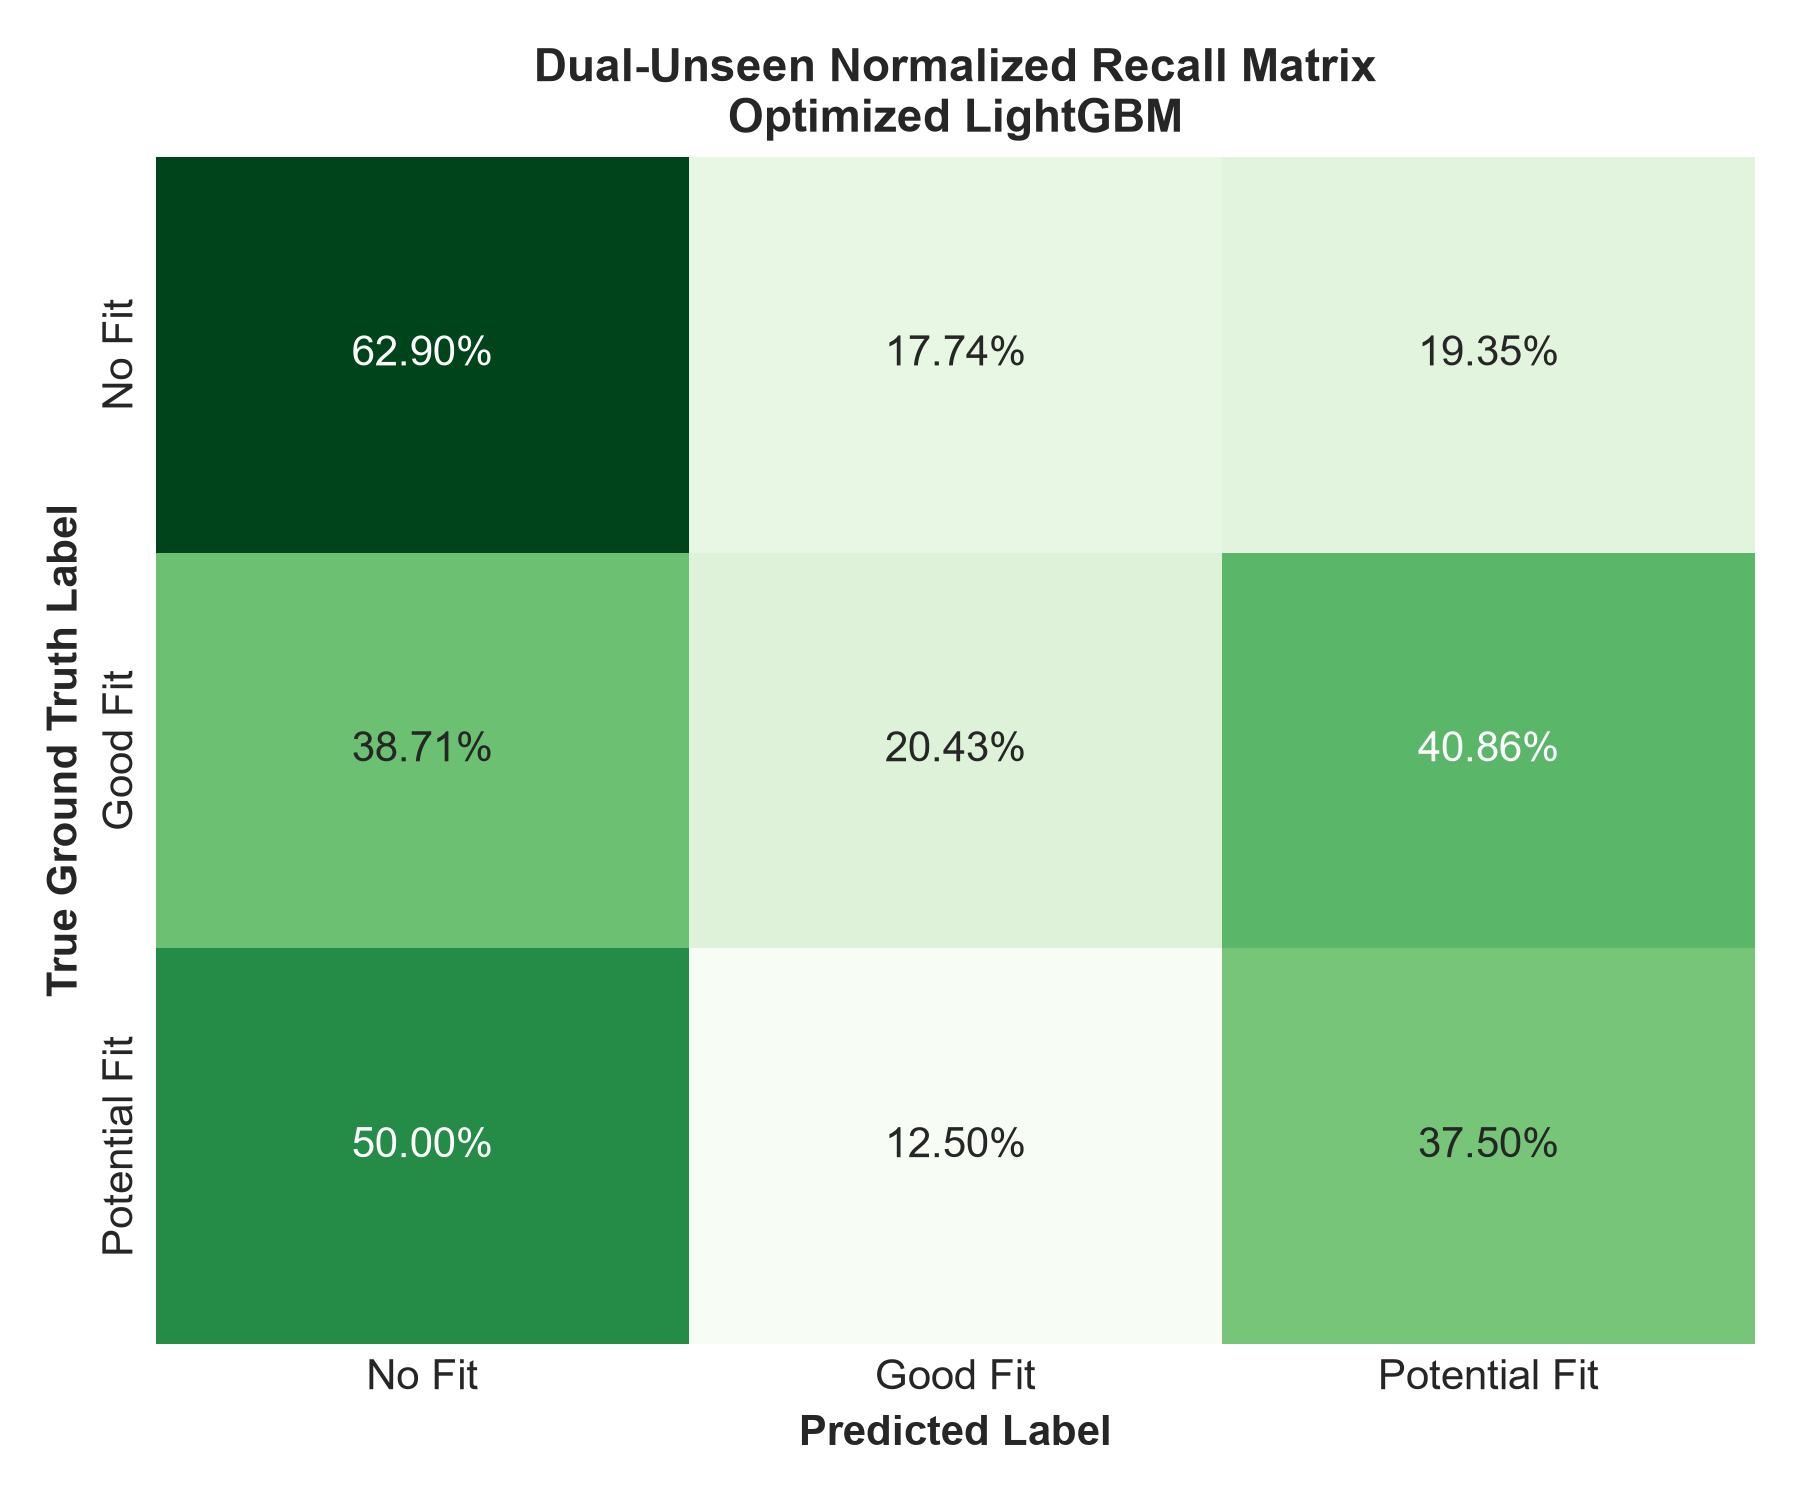 Dual-Unseen Normalized Recall Matrix
Optimized LightGBM
True Ground Truth Label
No Fit
62.90%
17.74%
19.35%
Good Fit
38.71%
20.43%
40.86%
Potential Fit
50.00%
12.50%
37.50%
No Fit
Good Fit
Potential Fit
Predicted Label